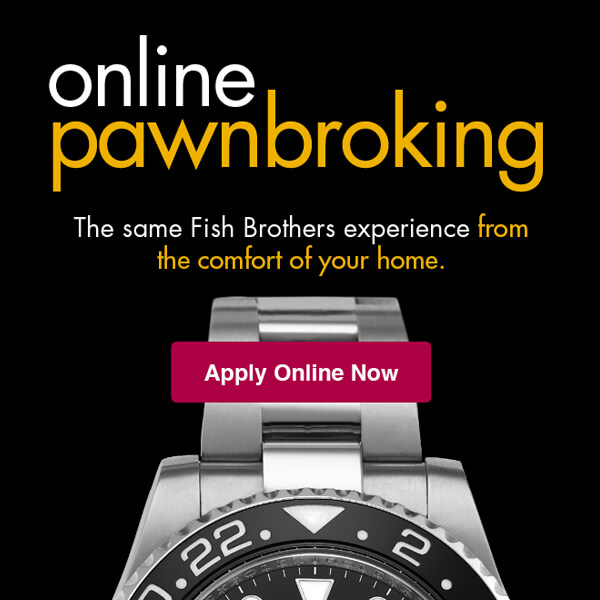 online
pawnbroking
The same Fish Brothers experience from
the comfort of your home.
Apply Online Now
22
2